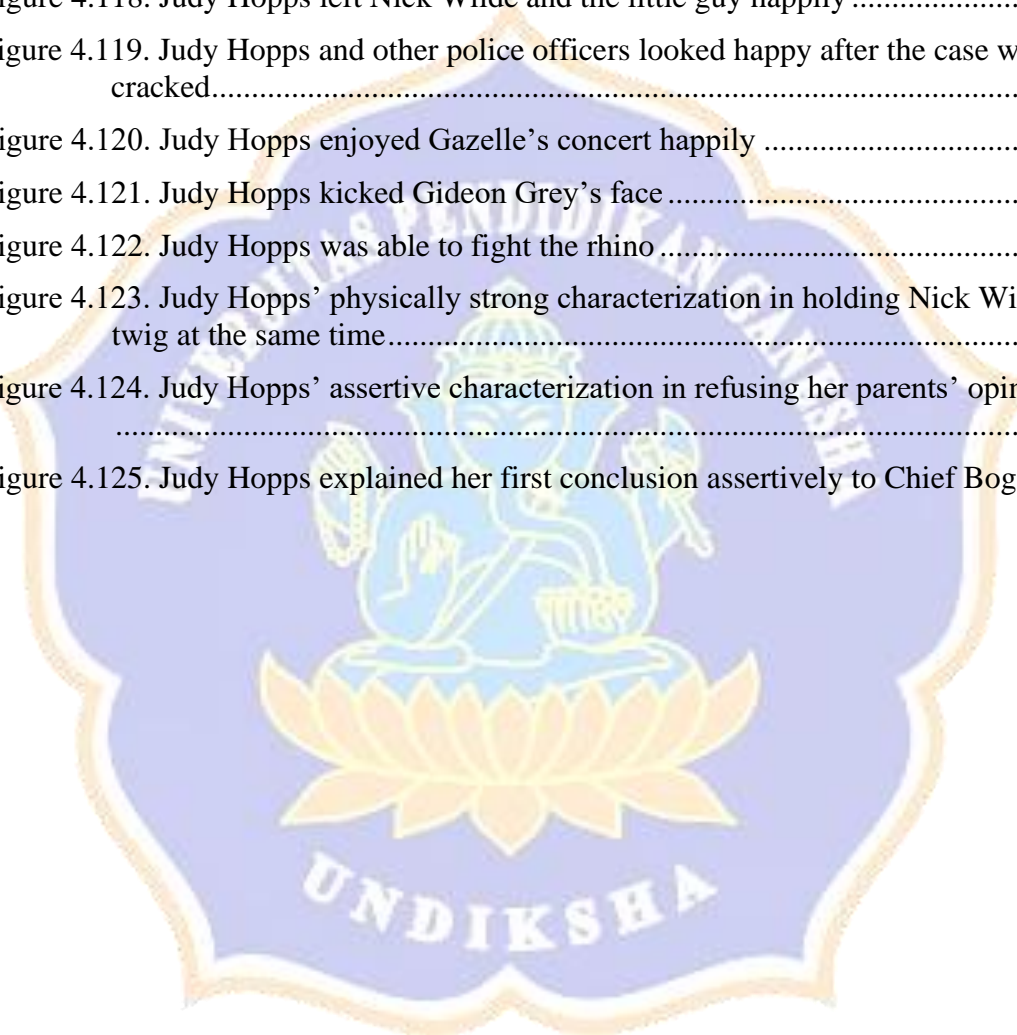 igure 4.118. Judy Hopps left Nick Wilde and the little guy happily ....................
igure 4.119. Judy Hopps and other police officers looked happy after the case w
cracked....................................................................................................
igure 4.120. Judy Hopps enjoyed Gazelle’s concert happily ...............................
igure 4.121. Judy Hopps kicked Gideon Grey’s face ...........................................
igure 4.122. Judy Hopps was able to fight the rhino ............................................
igure 4.123. Judy Hopps’ physically strong characterization in holding Nick Wi
twig at the same time.............................................................................
igure 4.124. Judy Hopps’ assertive characterization in refusing her parents’ opin
...............................................................................................................
igure 4.125. Judy Hopps explained her first conclusion assertively to Chief Bog
UNIVERSITAS PENDIDIKAN GANESHA
UNDIKSHA